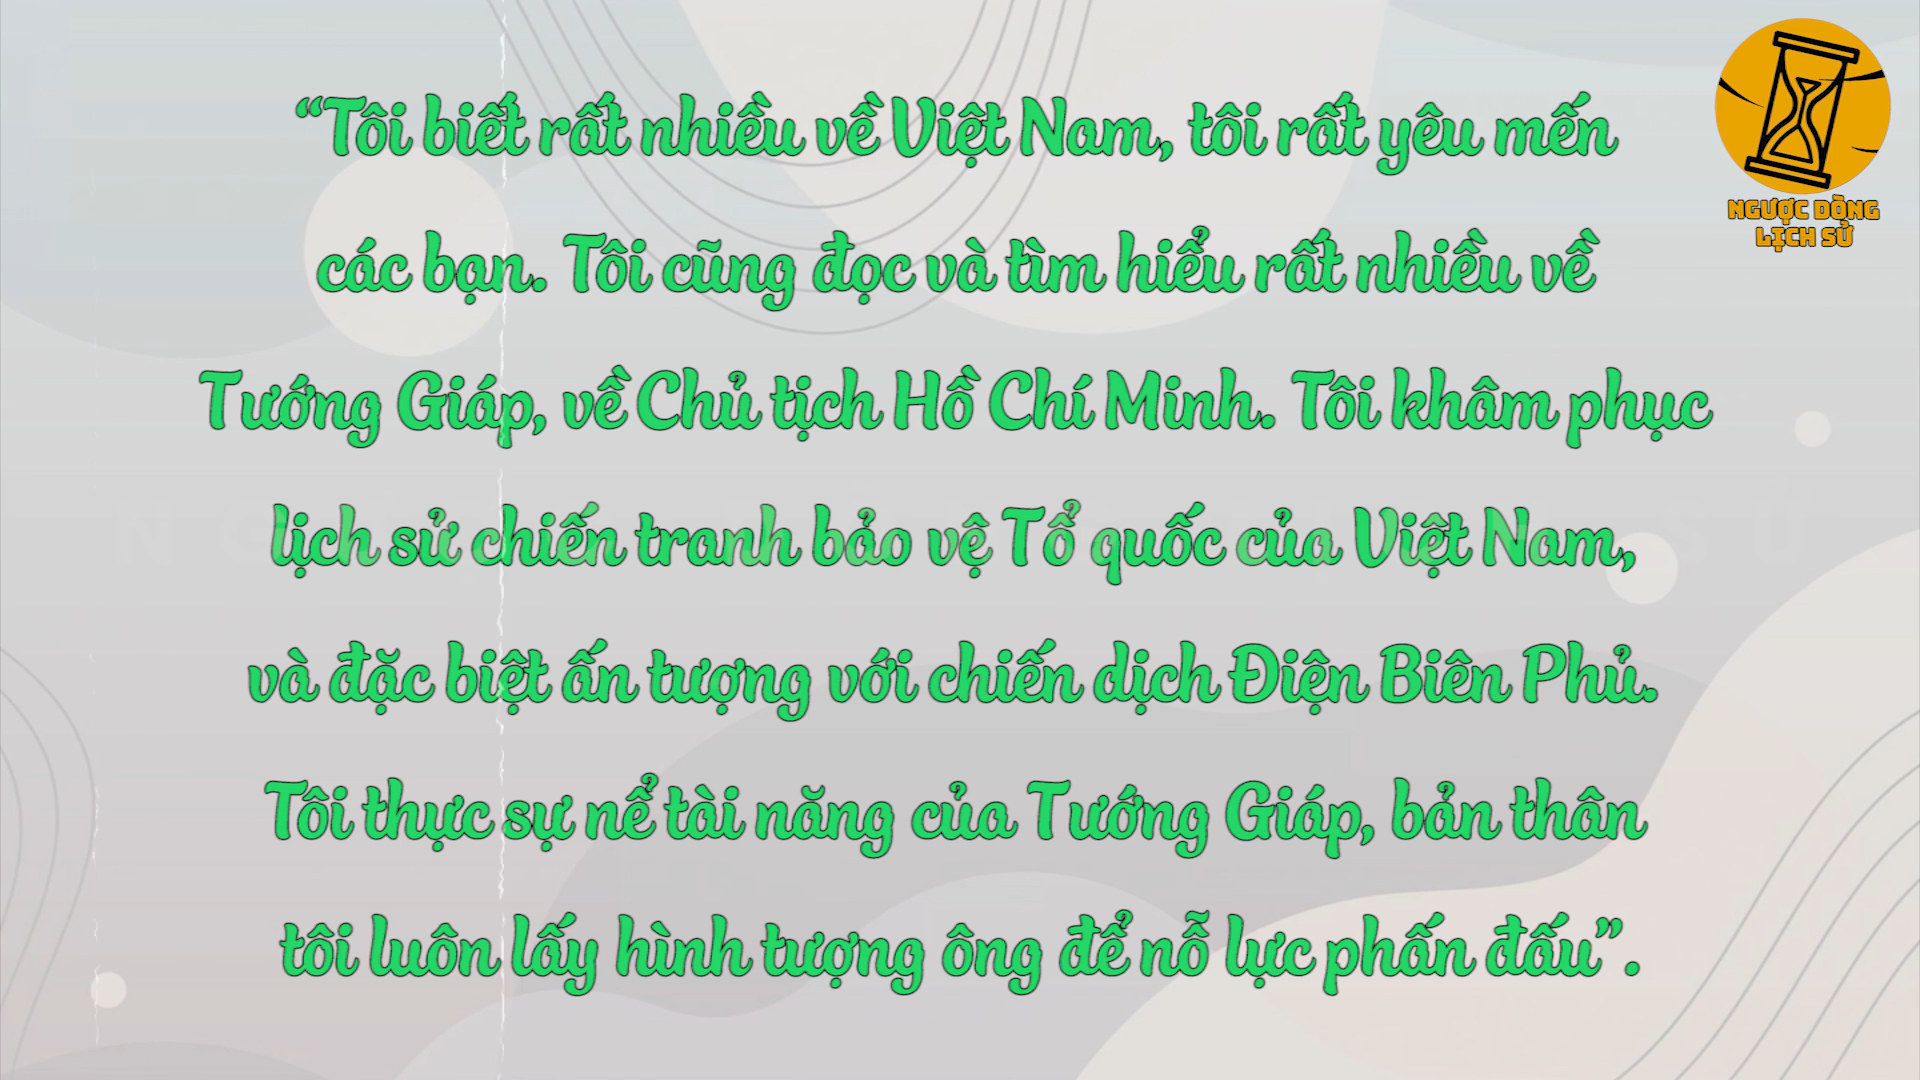 “Tôi biết rất nhiều về Việt Nam, tôi rất yêu mến
các bạn. Tôi cũng đọc và tìm hiểu rất nhiều về
Tướng Giáp, về Chủ tịch Hồ Chí Minh. Tôi khâm phục
lịch sử chiến tranh bảo vệ Tổ quốc của Việt Nam,
và đặc biệt ấn tượng với chiến dịch Điện Biên Phủ.
Tôi thực sự nể tài năng của Tướng Giáp, bản thân
tôi luôn lấy hình tượng ông để nỗ lực phấn đấu”.
NGƯỢC DÒNG
LỊCH SỬ